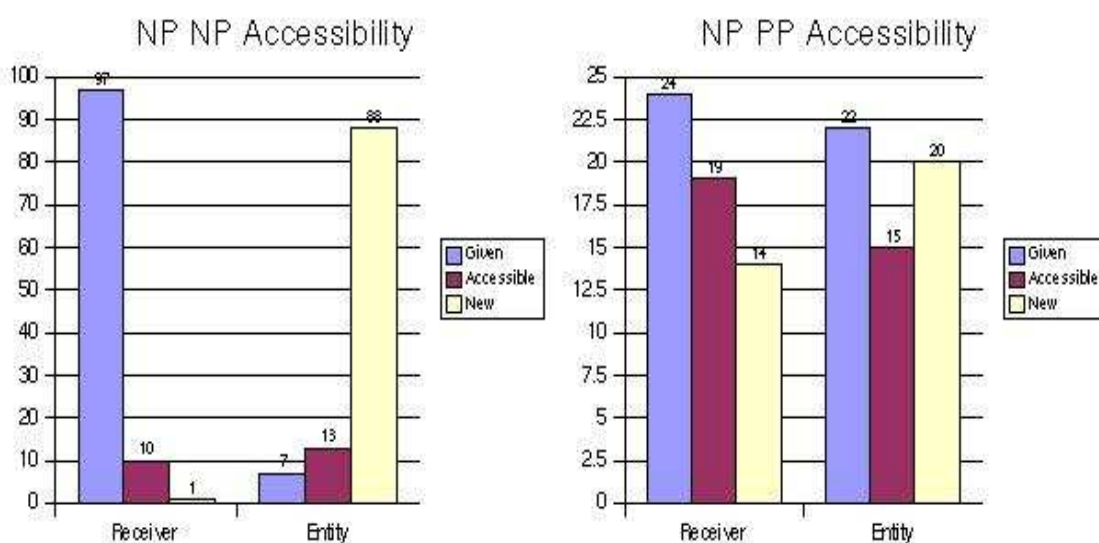 NP NP Accessibility
100
90
80
70
60
50
40
30
20
10
0
97
10
1
7
13
88
Receiver
Entity
Given
Accessible
New
NP PP Accessibility
25
22.5
20
17.5
15
12.5
10
7.5
5
2.5
0
24
19
14
22
15
20
Receiver
Entity
Given
Accessible
New